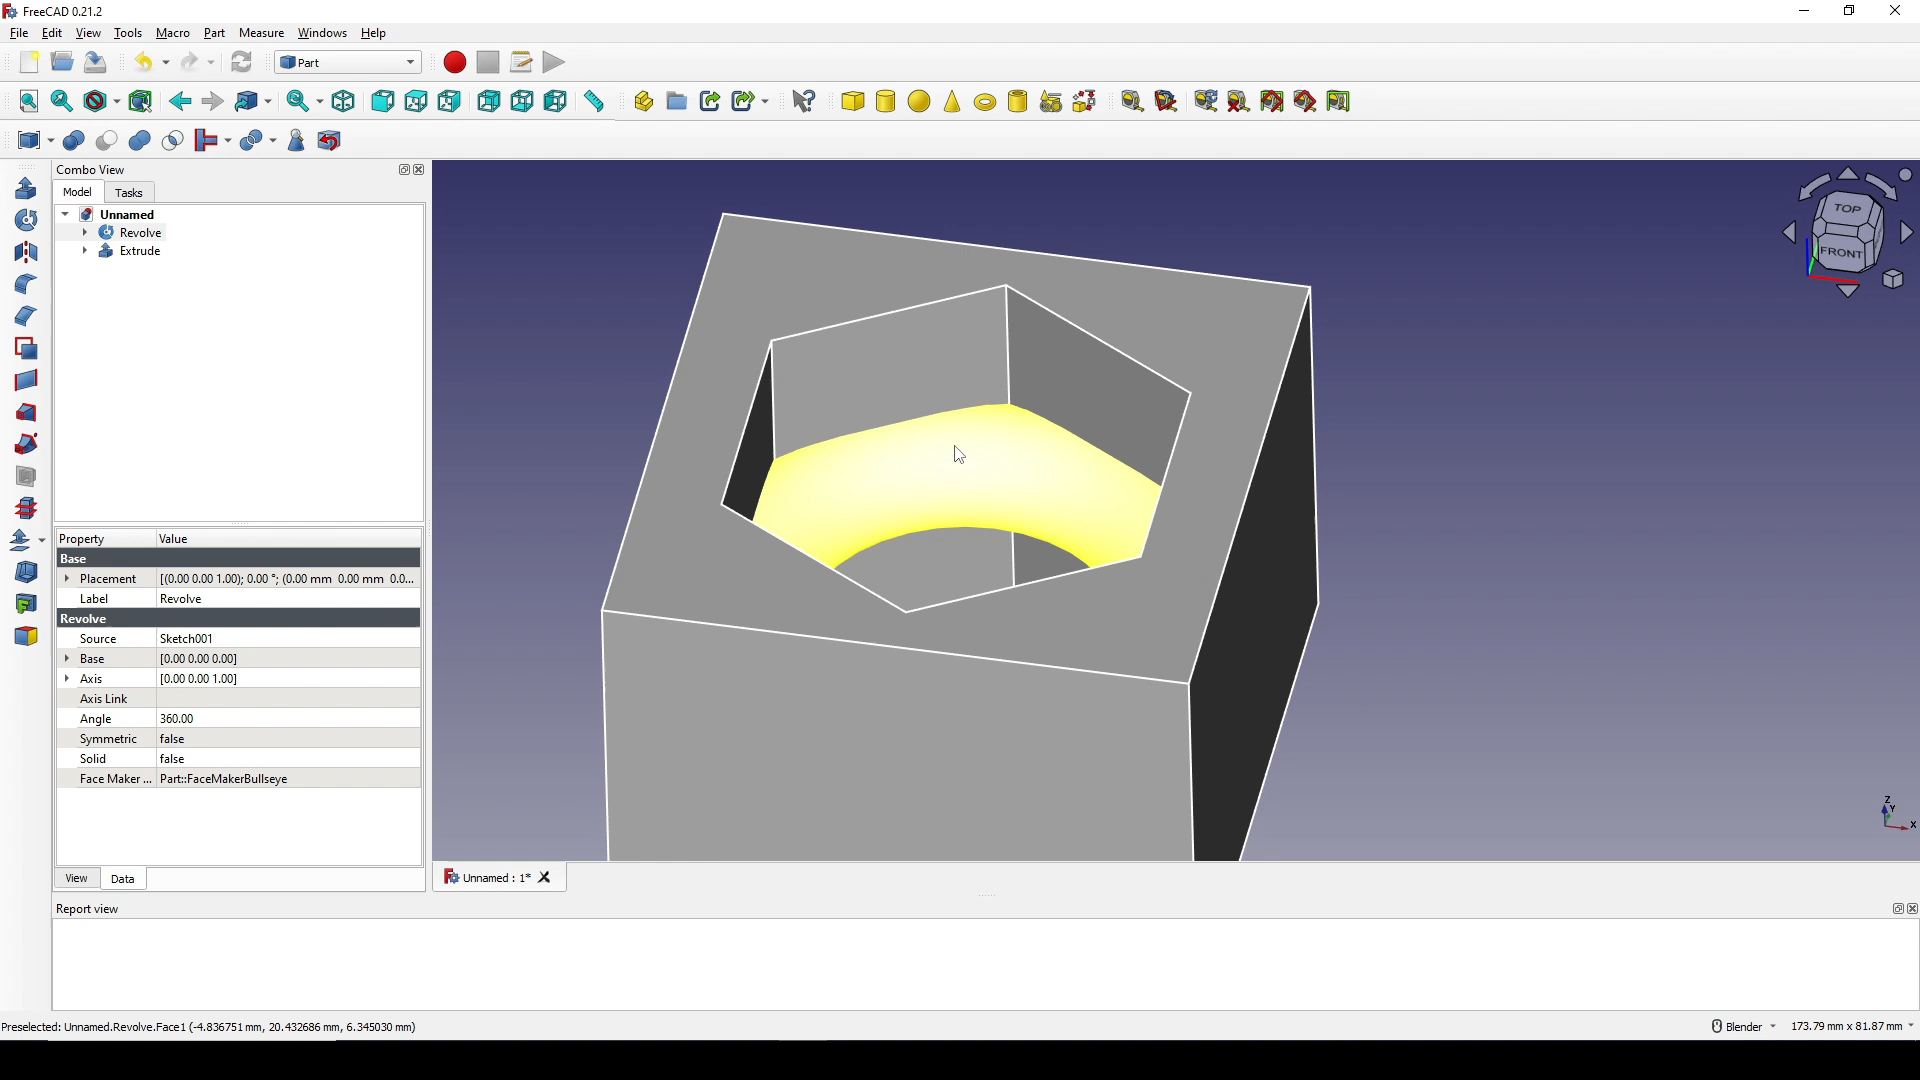 FreeCAD 0.21.2
File Edit View Tools Macro Part Measure Windows Help
Part
Combo View
Model Tasks
Unnamed
Revolve
Extrude
Property Value
Base
Placement [(0.00 0.00 1.00); 0.00 °; (0.00 mm 0.00 mm 0.0...
Label Revolve
Revolve
Source Sketch001
Base [0.00 0.00 0.00]
Axis [0.00 0.00 1.00]
Axis Link
Angle 360.00
Symmetric false
Solid false
Face Maker ... Part::FaceMakerBullseye
View Data
TOP
FRONT
Z
Y
X
Unnamed : 1*
Report view
Preselected: Unnamed.Revolve.Face1 (-4.836751 mm, 20.432686 mm, 6.345030 mm)
Blender 173.79 mm x 81.87 mm